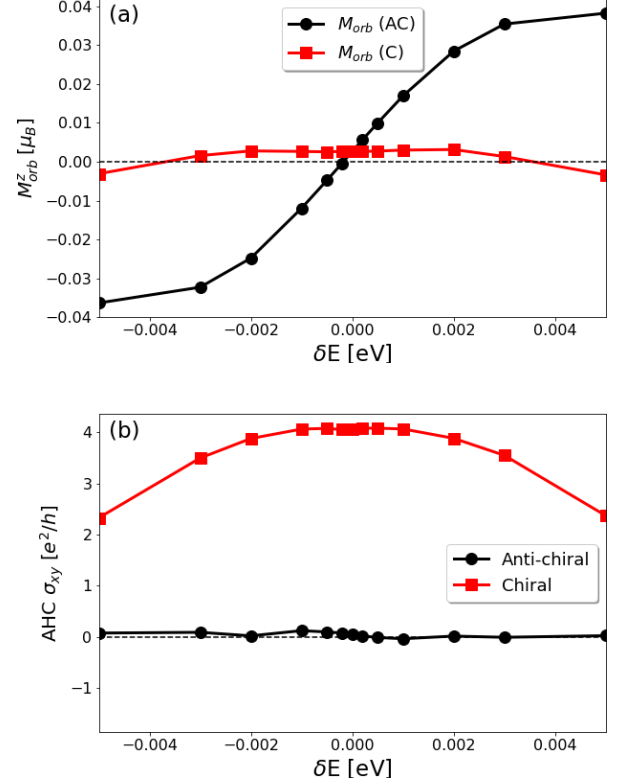 (a)
M_orb (AC)
M_orb (C)
0.04
0.03
0.02
0.01
0.00
−0.01
−0.02
−0.03
−0.04
M^z_orb [μ_B]
−0.004 −0.002 0.000 0.002 0.004
δE [eV]
(b)
4
3
2
1
0
−1
AHC σ_xy [e²/h]
Anti-chiral
Chiral
−0.004 −0.002 0.000 0.002 0.004
δE [eV]